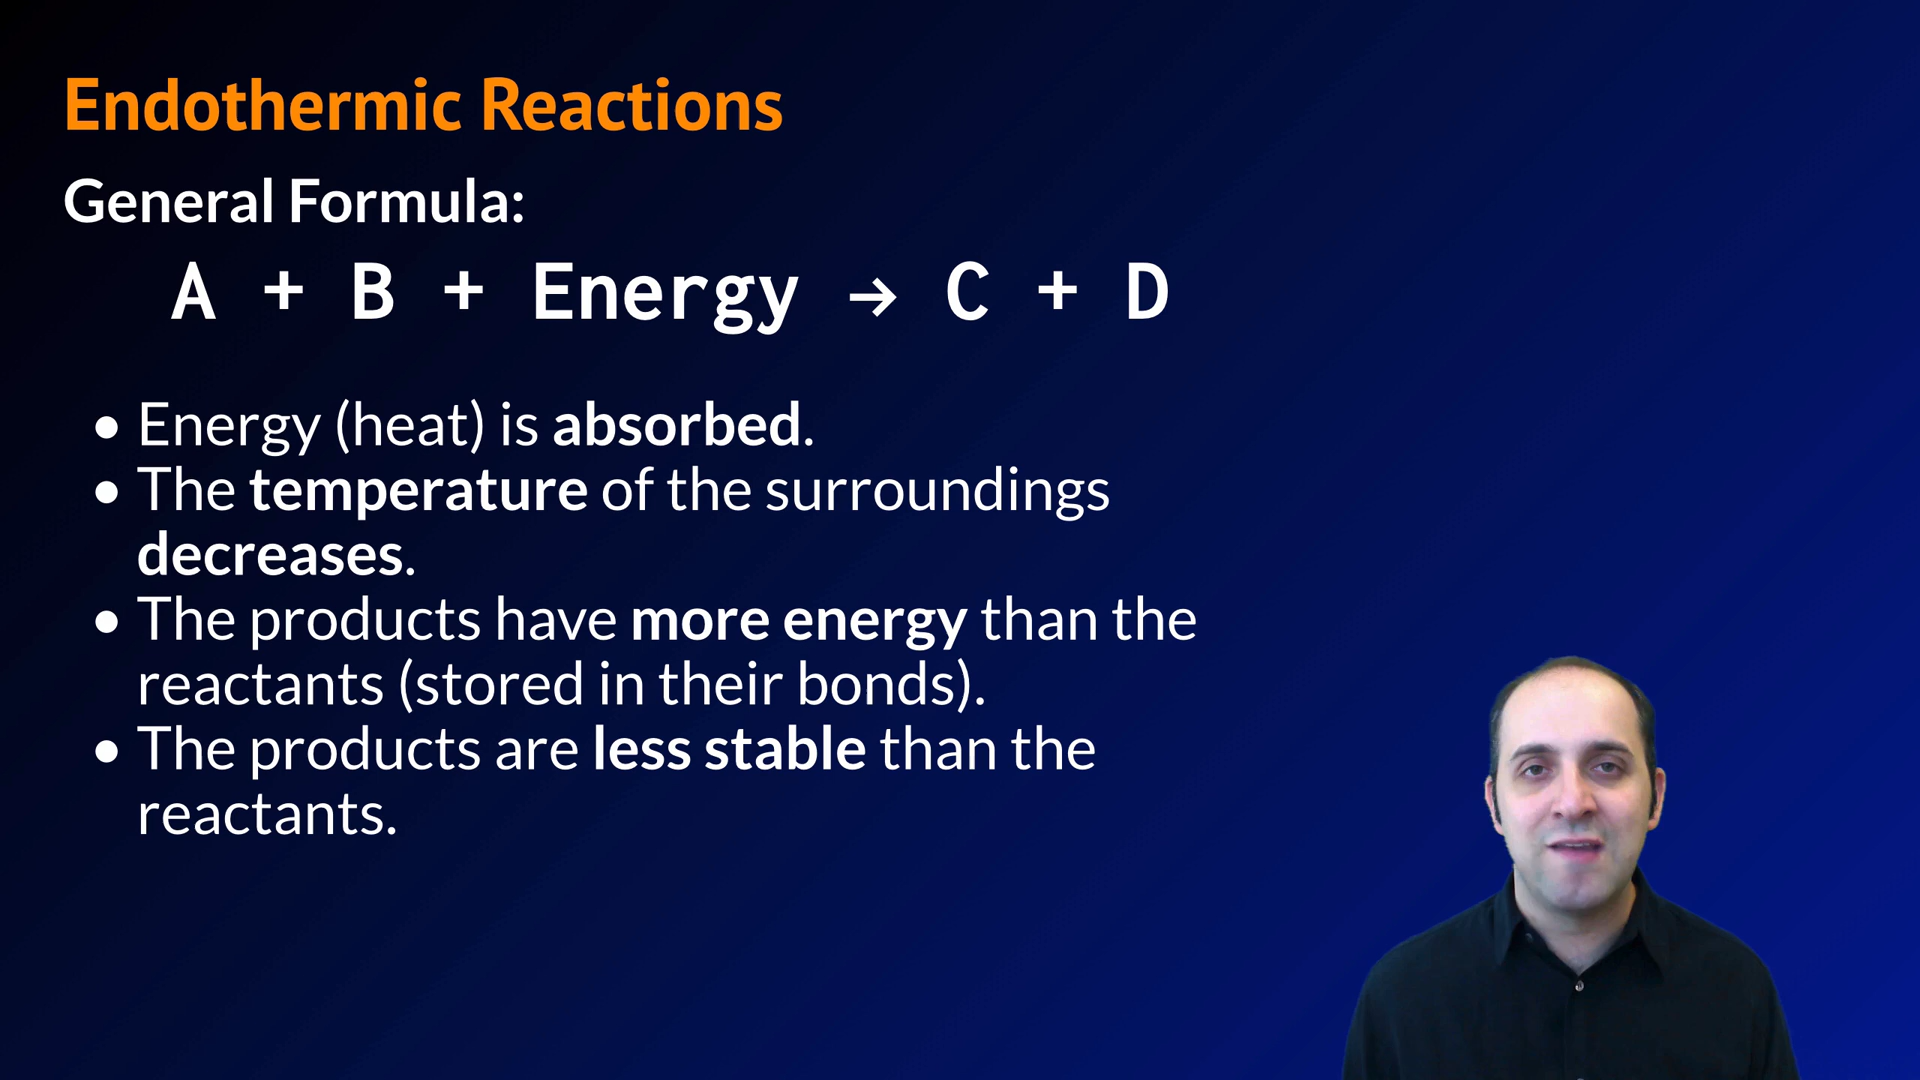 Endothermic Reactions
General Formula:
A + B + Energy → C + D
• Energy (heat) is absorbed.
• The temperature of the surroundings
decreases.
• The products have more energy than the
reactants (stored in their bonds).
• The products are less stable than the
reactants.